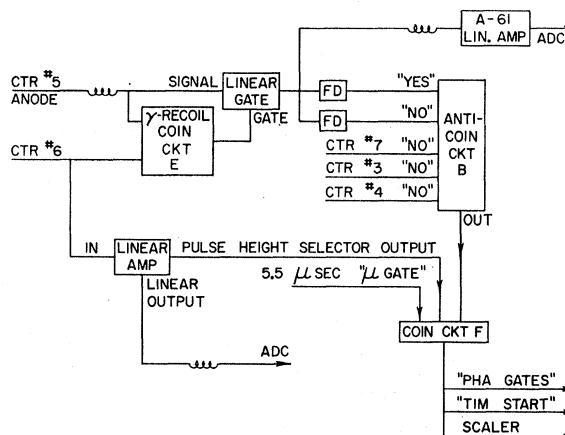 A-61
LIN. AMP
ADC
CTR #5
ANODE
SIGNAL
LINEAR
GATE
GATE
FD
"YES"
FD
"NO"
γ-RECOIL
COIN
CKT
E
CTR #6
CTR #7 "NO"
CTR #3 "NO"
CTR #4 "NO"
ANTI-
COIN
CKT
B
OUT
IN
LINEAR
AMP
PULSE HEIGHT SELECTOR OUTPUT
LINEAR
OUTPUT
5.5 μSEC "μ GATE"
COIN CKT F
ADC
"PHA GATES"
"TIM START"
SCALER